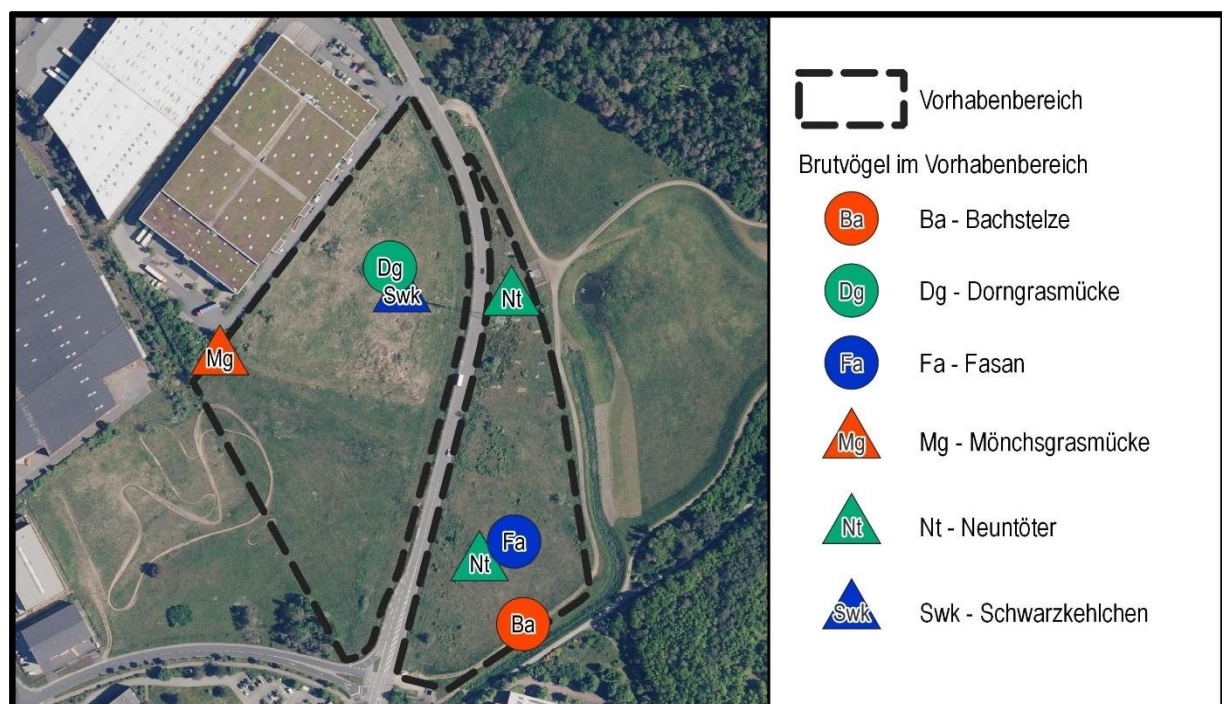 Dg
Swk
Nt
Mg
Fa
Nt
Ba
Vorhabenbereich
Brutvögel im Vorhabenbereich
Ba Ba - Bachstelze
Dg Dg - Dorngrasmücke
Fa Fa - Fasan
Mg Mg - Mönchsgrasmücke
Nt Nt - Neuntöter
Swk Swk - Schwarzkehlchen